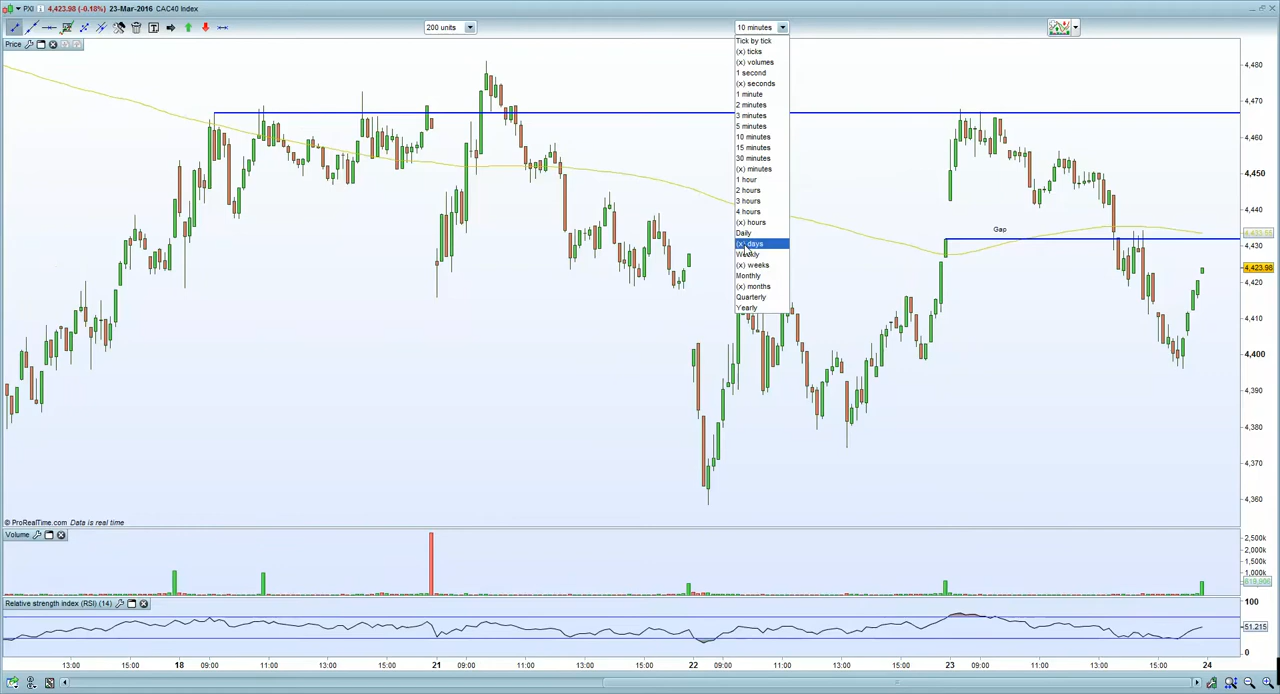 PXI 4,423.98 (-0.18%) 23-Mar-2016 CAC40 Index
200 units
10 minutes
Price
Tick by tick
(x) ticks
(x) volumes
1 second
(x) seconds
1 minute
2 minutes
3 minutes
5 minutes
10 minutes
15 minutes
30 minutes
(x) minutes
1 hour
2 hours
3 hours
4 hours
(x) hours
Daily
(x) days
Weekly
(x) weeks
Monthly
(x) months
Quarterly
Yearly
Gap
4,480
4,470
4,460
4,450
4,440
4,430
4,423.98
4,420
4,410
4,400
4,390
4,380
4,370
4,360
© ProRealTime.com Data is real time
Volume
2,500k
2,000k
1,500k
1,000k
Relative strength index (RSI) (14)
100
51.215
0
13:00 15:00 18 09:00 11:00 13:00 15:00 21 09:00 11:00 13:00 15:00 22 09:00 11:00 13:00 15:00 23 09:00 11:00 13:00 15:00 24